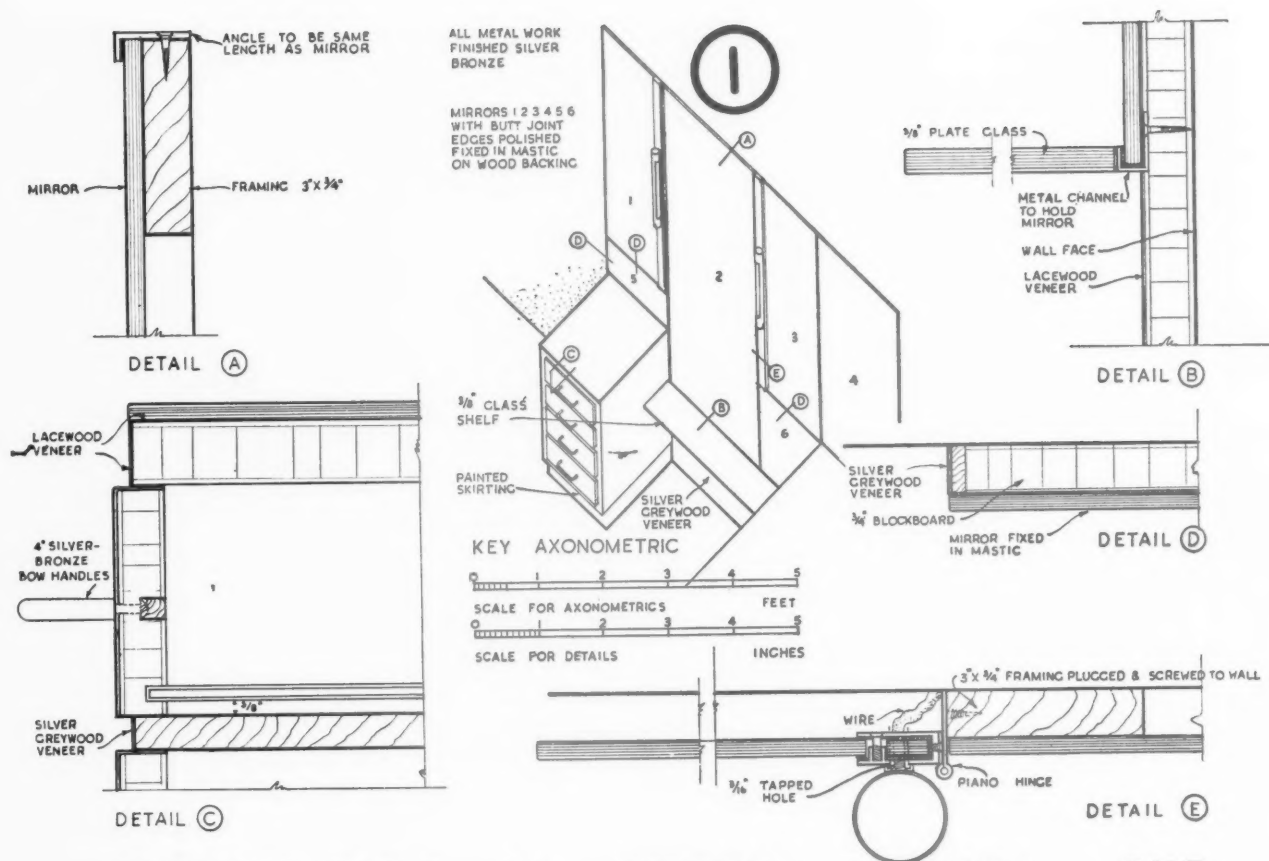 ANGLE TO BE SAME
LENGTH AS MIRROR
MIRROR
FRAMING 3" X 3/4"
DETAIL A
ALL METAL WORK
FINISHED SILVER
BRONZE
MIRRORS 1 2 3 4 5 6
WITH BUTT JOINT
EDGES POLISHED
FIXED IN MASTIC
ON WOOD BACKING
1
A
1
D
D
5
2
3
4
C
E
B
D
6
3/8" GLASS
SHELF
PAINTED
SKIRTING
SILVER
GREYWOOD
VENEER
KEY AXONOMETRIC
0 1 2 3 4 5
SCALE FOR AXONOMETRICS FEET
0 1 2 3 4 5
SCALE FOR DETAILS INCHES
3/8" PLATE GLASS
METAL CHANNEL
TO HOLD
MIRROR
WALL FACE
LACEWOOD
VENEER
DETAIL B
LACEWOOD
VENEER
4" SILVER-
BRONZE
BOW HANDLES
3/8"
SILVER
GREYWOOD
VENEER
DETAIL C
SILVER
GREYWOOD
VENEER
3/4" BLOCKBOARD
MIRROR FIXED
IN MASTIC
DETAIL D
3" X 3/4" FRAMING PLUGGED & SCREWED TO WALL
WIRE
3/16" TAPPED
HOLE
PIANO HINGE
DETAIL E